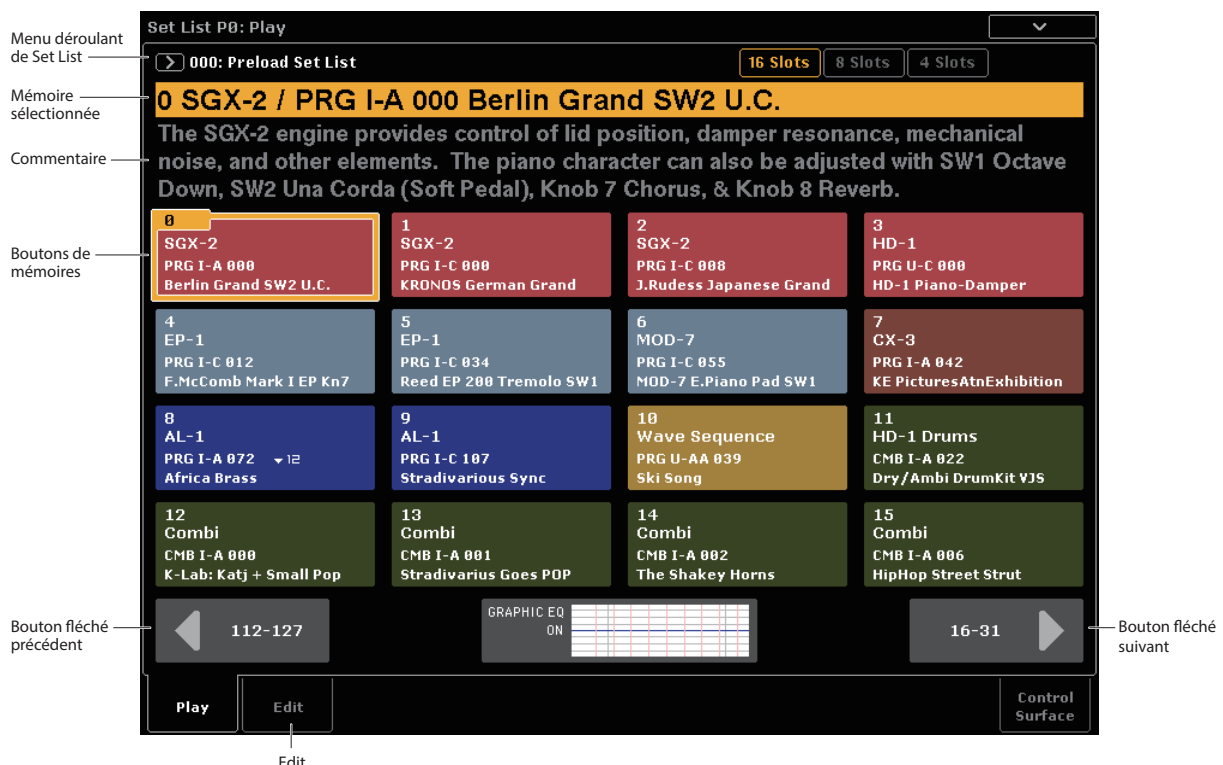 Set List P0: Play
Menu déroulant
de Set List
000: Preload Set List
16 Slots
8 Slots
4 Slots
Mémoire
sélectionnée
0 SGX-2 / PRG I-A 000 Berlin Grand SW2 U.C.
Commentaire
The SGX-2 engine provides control of lid position, damper resonance, mechanical
noise, and other elements.  The piano character can also be adjusted with SW1 Octave
Down, SW2 Una Corda (Soft Pedal), Knob 7 Chorus, & Knob 8 Reverb.
Boutons de
mémoires
0
SGX-2
PRG I-A 000
Berlin Grand SW2 U.C.
1
SGX-2
PRG I-C 000
KRONOS German Grand
2
SGX-2
PRG I-C 008
J.Rudess Japanese Grand
3
HD-1
PRG U-C 000
HD-1 Piano-Damper
4
EP-1
PRG I-C 012
F.McComb Mark I EP Kn7
5
EP-1
PRG I-C 034
Reed EP 200 Tremolo SW1
6
MOD-7
PRG I-C 055
MOD-7 E.Piano Pad SW1
7
CX-3
PRG I-A 042
KE PicturesAtnExhibition
8
AL-1
PRG I-A 072 ▾12
Africa Brass
9
AL-1
PRG I-C 107
Stradivarious Sync
10
Wave Sequence
PRG U-AA 039
Ski Song
11
HD-1 Drums
CMB I-A 022
Dry/Ambi DrumKit VJS
12
Combi
CMB I-A 000
K-Lab: Katj + Small Pop
13
Combi
CMB I-A 001
Stradivarius Goes POP
14
Combi
CMB I-A 002
The Shakey Horns
15
Combi
CMB I-A 006
HipHop Street Strut
Bouton fléché
précédent
112-127
GRAPHIC EQ
ON
16-31
Bouton fléché
suivant
Play
Edit
Control
Surface
Edit